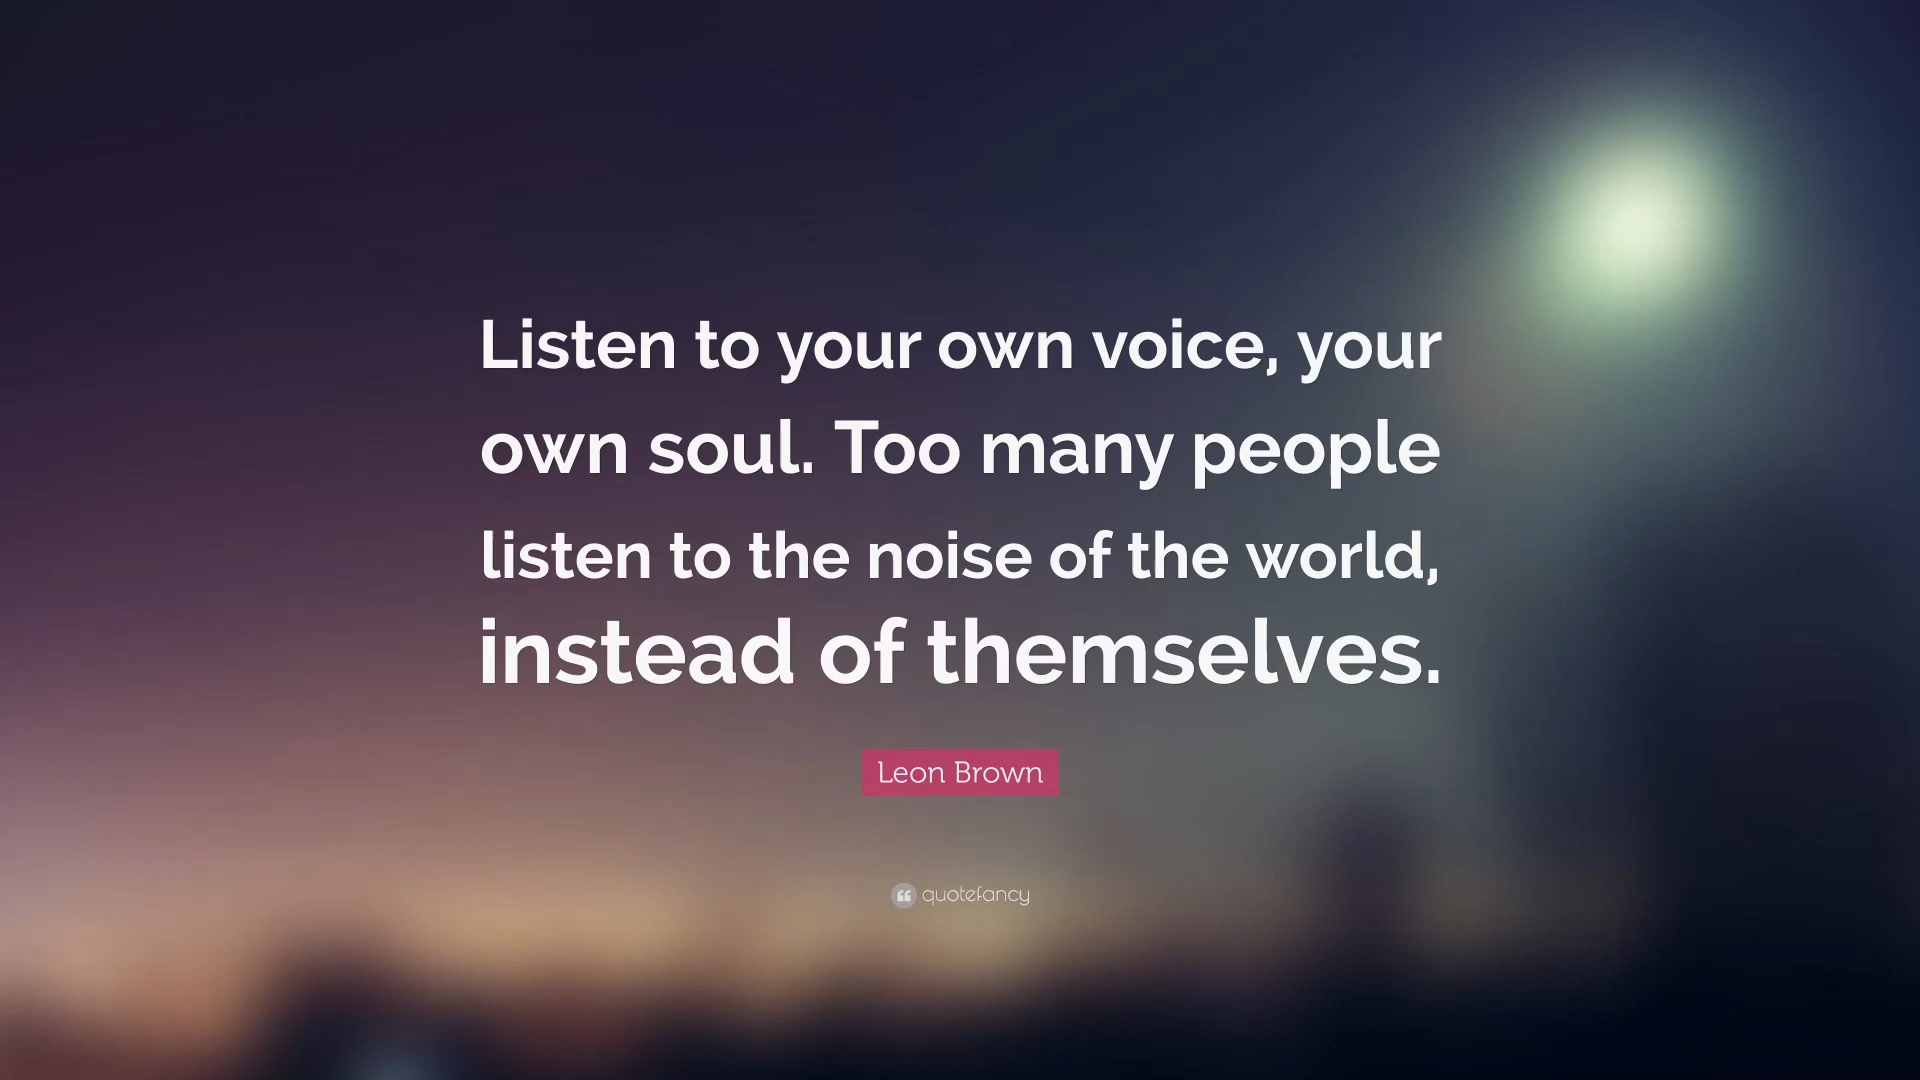 Listen to your own voice, your
own soul. Too many people
listen to the noise of the world,
instead of themselves.
Leon Brown
quotefancy